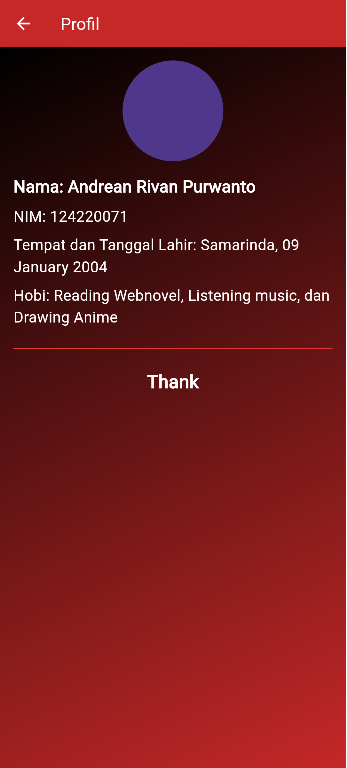 Profil
Nama: Andrean Rivan Purwanto
NIM: 124220071
Tempat dan Tanggal Lahir: Samarinda, 09
January 2004
Hobi: Reading Webnovel, Listening music, dan
Drawing Anime
Thank